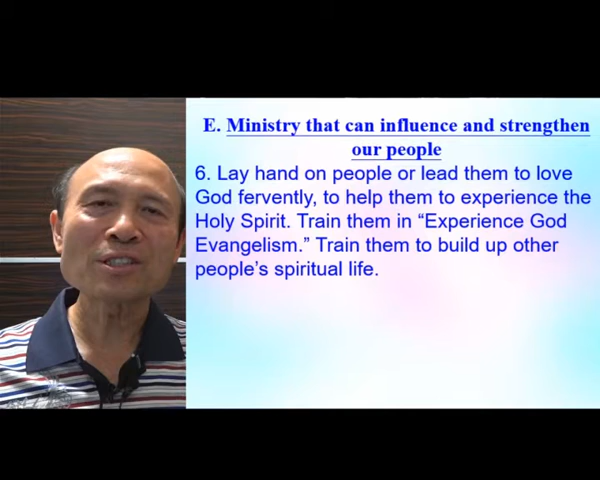 E. Ministry that can influence and strengthen
our people
6. Lay hand on people or lead them to love
God fervently, to help them to experience the
Holy Spirit. Train them in “Experience God
Evangelism.” Train them to build up other
people’s spiritual life.